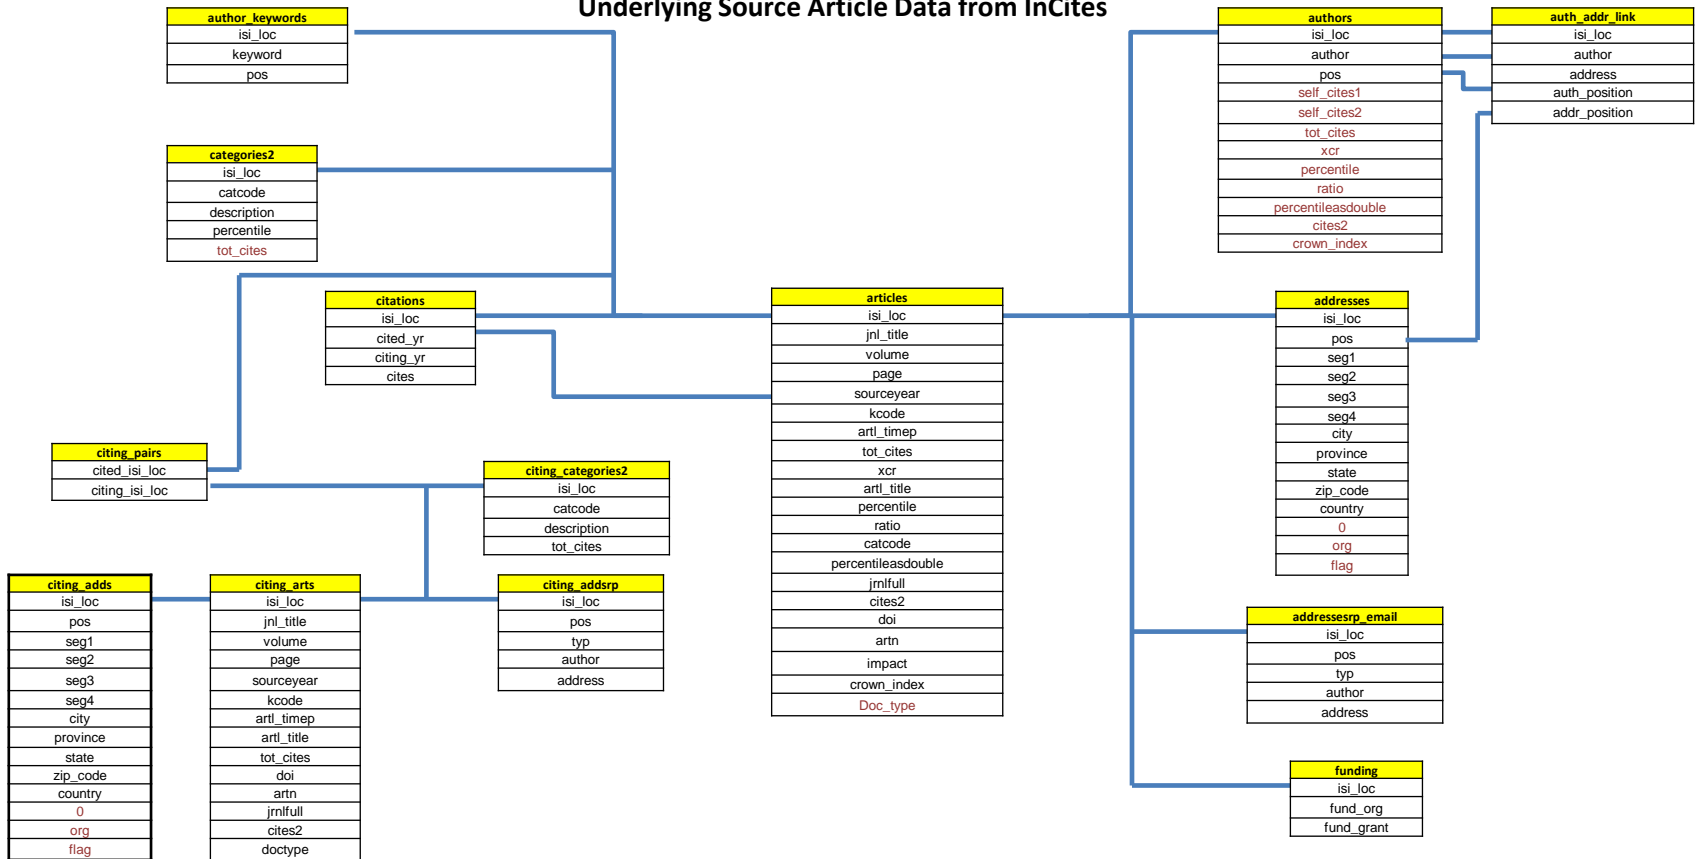 Underlying Source Article Data from InCites
author_keywords
isi_loc
keyword
pos
categories2
isi_loc
catcode
description
percentile
tot_cites
citations
isi_loc
cited_yr
citing_yr
cites
citing_pairs
cited_isi_loc
citing_isi_loc
citing_categories2
isi_loc
catcode
description
tot_cites
citing_adds
isi_loc
pos
seg1
seg2
seg3
seg4
city
province
state
zip_code
country
0
org
flag
citing_arts
isi_loc
jnl_title
volume
page
sourceyear
kcode
artl_timep
artl_title
tot_cites
doi
artn
jrnlfull
cites2
doctype
citing_addsrp
isi_loc
pos
typ
author
address
articles
isi_loc
jnl_title
volume
page
sourceyear
kcode
artl_timep
tot_cites
xcr
artl_title
percentile
ratio
catcode
percentileasdouble
jrnlfull
cites2
doi
artn
impact
crown_index
Doc_type
authors
isi_loc
author
pos
self_cites1
self_cites2
tot_cites
xcr
percentile
ratio
percentileasdouble
cites2
crown_index
auth_addr_link
isi_loc
author
address
auth_position
addr_position
addresses
isi_loc
pos
seg1
seg2
seg3
seg4
city
province
state
zip_code
country
0
org
flag
addressesrp_email
isi_loc
pos
typ
author
address
funding
isi_loc
fund_org
fund_grant